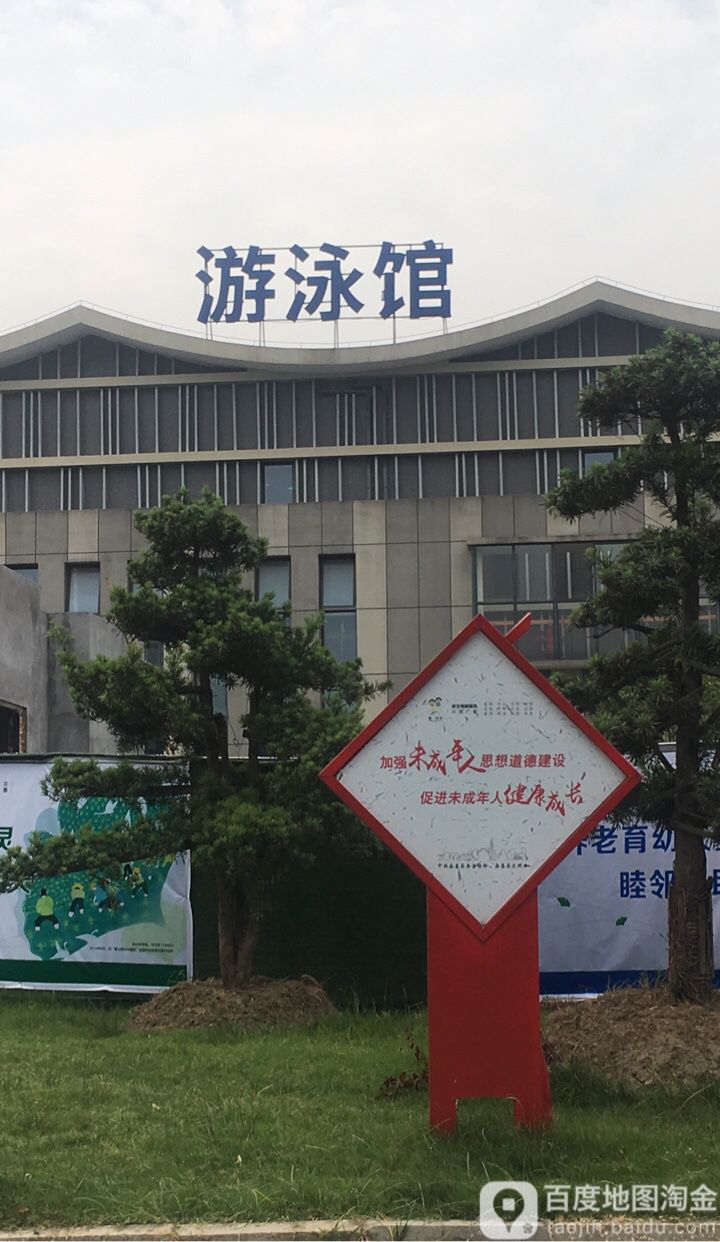 游泳馆
加强未成年人思想道德建设
促进未成年人健康成长
灵
养老育幼
睦邻
百度地图淘金
taojin.baidu.com